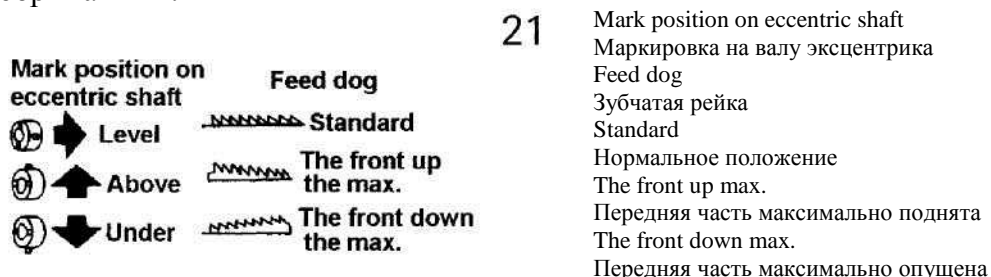 21
Mark position on
eccentric shaft
Feed dog
Level
Standard
Above
The front up
the max.
Under
The front down
the max.
Mark position on eccentric shaft
Маркировка на валу эксцентрика
Feed dog
Зубчатая рейка
Standard
Нормальное положение
The front up max.
Передняя часть максимально поднята
The front down max.
Передняя часть максимально опущена